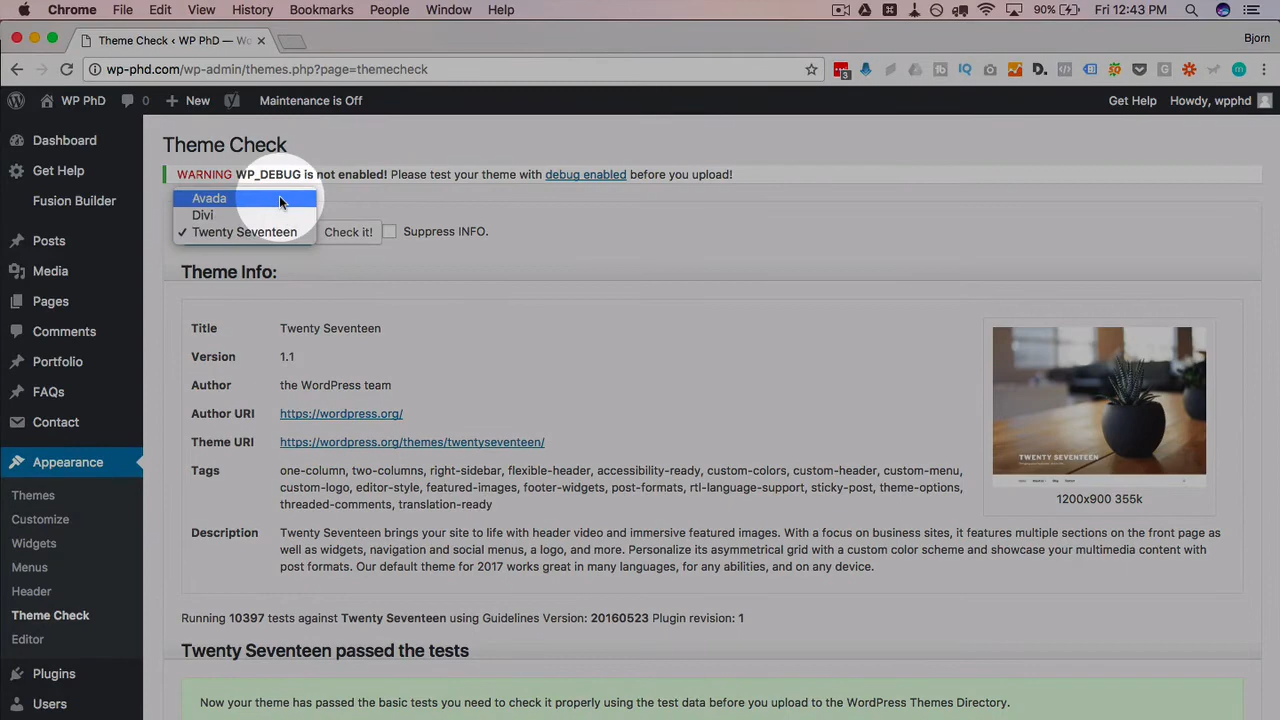 Chrome File Edit View History Bookmarks People Window Help 90% Fri 12:43 PM
Theme Check ‹ WP PhD — Wo
Bjorn
wp-phd.com/wp-admin/themes.php?page=themecheck
WP PhD 0 New Maintenance is Off Get Help Howdy, wpphd
Dashboard
Get Help
Fusion Builder
Posts
Media
Pages
Comments
Portfolio
FAQs
Contact
Appearance
Themes
Customize
Widgets
Menus
Header
Theme Check
Editor
Plugins
Users
Theme Check
WARNING WP_DEBUG is not enabled! Please test your theme with debug enabled before you upload!
Avada
Divi
✓ Twenty Seventeen Check it! Suppress INFO.
Theme Info:
Title Twenty Seventeen
Version 1.1
Author the WordPress team
Author URI https://wordpress.org/
Theme URI https://wordpress.org/themes/twentyseventeen/
Tags one-column, two-columns, right-sidebar, flexible-header, accessibility-ready, custom-colors, custom-header, custom-menu,
custom-logo, editor-style, featured-images, footer-widgets, post-formats, rtl-language-support, sticky-post, theme-options,
threaded-comments, translation-ready
TWENTY SEVENTEEN
1200x900 355k
Description Twenty Seventeen brings your site to life with header video and immersive featured images. With a focus on business sites, it features multiple sections on the front page as
well as widgets, navigation and social menus, a logo, and more. Personalize its asymmetrical grid with a custom color scheme and showcase your multimedia content with
post formats. Our default theme for 2017 works great in many languages, for any abilities, and on any device.
Running 10397 tests against Twenty Seventeen using Guidelines Version: 20160523 Plugin revision: 1
Twenty Seventeen passed the tests
Now your theme has passed the basic tests you need to check it properly using the test data before you upload to the WordPress Themes Directory.